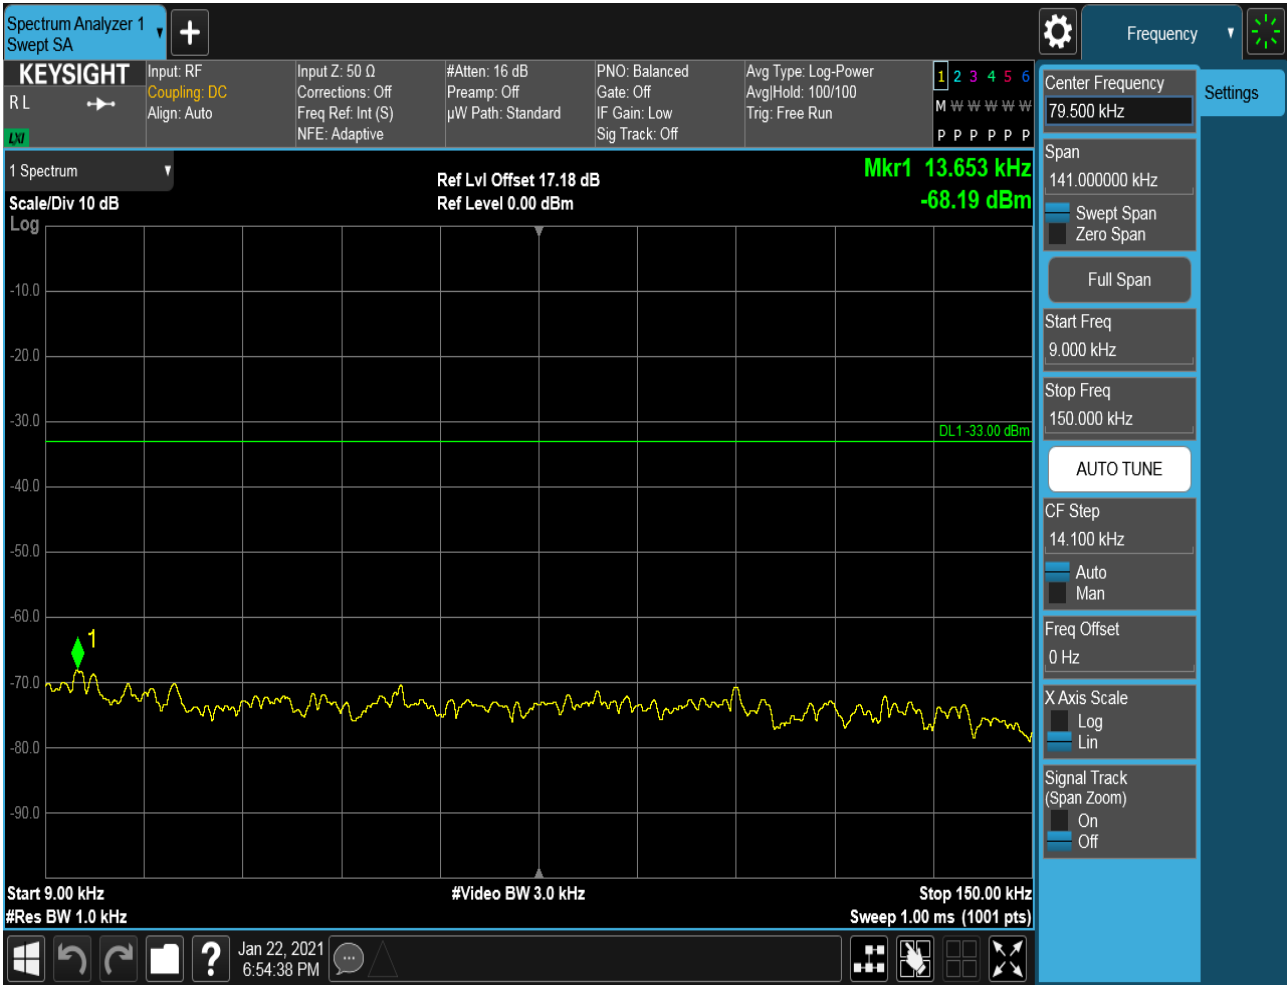 Spectrum Analyzer 1
Swept SA
Frequency
KEYSIGHT
R L
LXI
Input: RF
Coupling: DC
Align: Auto
Input Z: 50 Ω
Corrections: Off
Freq Ref: Int (S)
NFE: Adaptive
#Atten: 16 dB
Preamp: Off
µW Path: Standard
PNO: Balanced
Gate: Off
IF Gain: Low
Sig Track: Off
Avg Type: Log-Power
Avg|Hold: 100/100
Trig: Free Run
1 2 3 4 5 6
M W W W W W
P P P P P P
1 Spectrum
Scale/Div 10 dB
Log
Ref Lvl Offset 17.18 dB
Ref Level 0.00 dBm
Mkr1 13.653 kHz
-68.19 dBm
-10.0
-20.0
-30.0
DL1 -33.00 dBm
-40.0
-50.0
-60.0
1
-70.0
-80.0
-90.0
Start 9.00 kHz
#Video BW 3.0 kHz
Stop 150.00 kHz
#Res BW 1.0 kHz
Sweep 1.00 ms (1001 pts)
?
Jan 22, 2021
6:54:38 PM
Center Frequency
79.500 kHz
Settings
Span
141.000000 kHz
Swept Span
Zero Span
Full Span
Start Freq
9.000 kHz
Stop Freq
150.000 kHz
AUTO TUNE
CF Step
14.100 kHz
Auto
Man
Freq Offset
0 Hz
X Axis Scale
Log
Lin
Signal Track
(Span Zoom)
On
Off